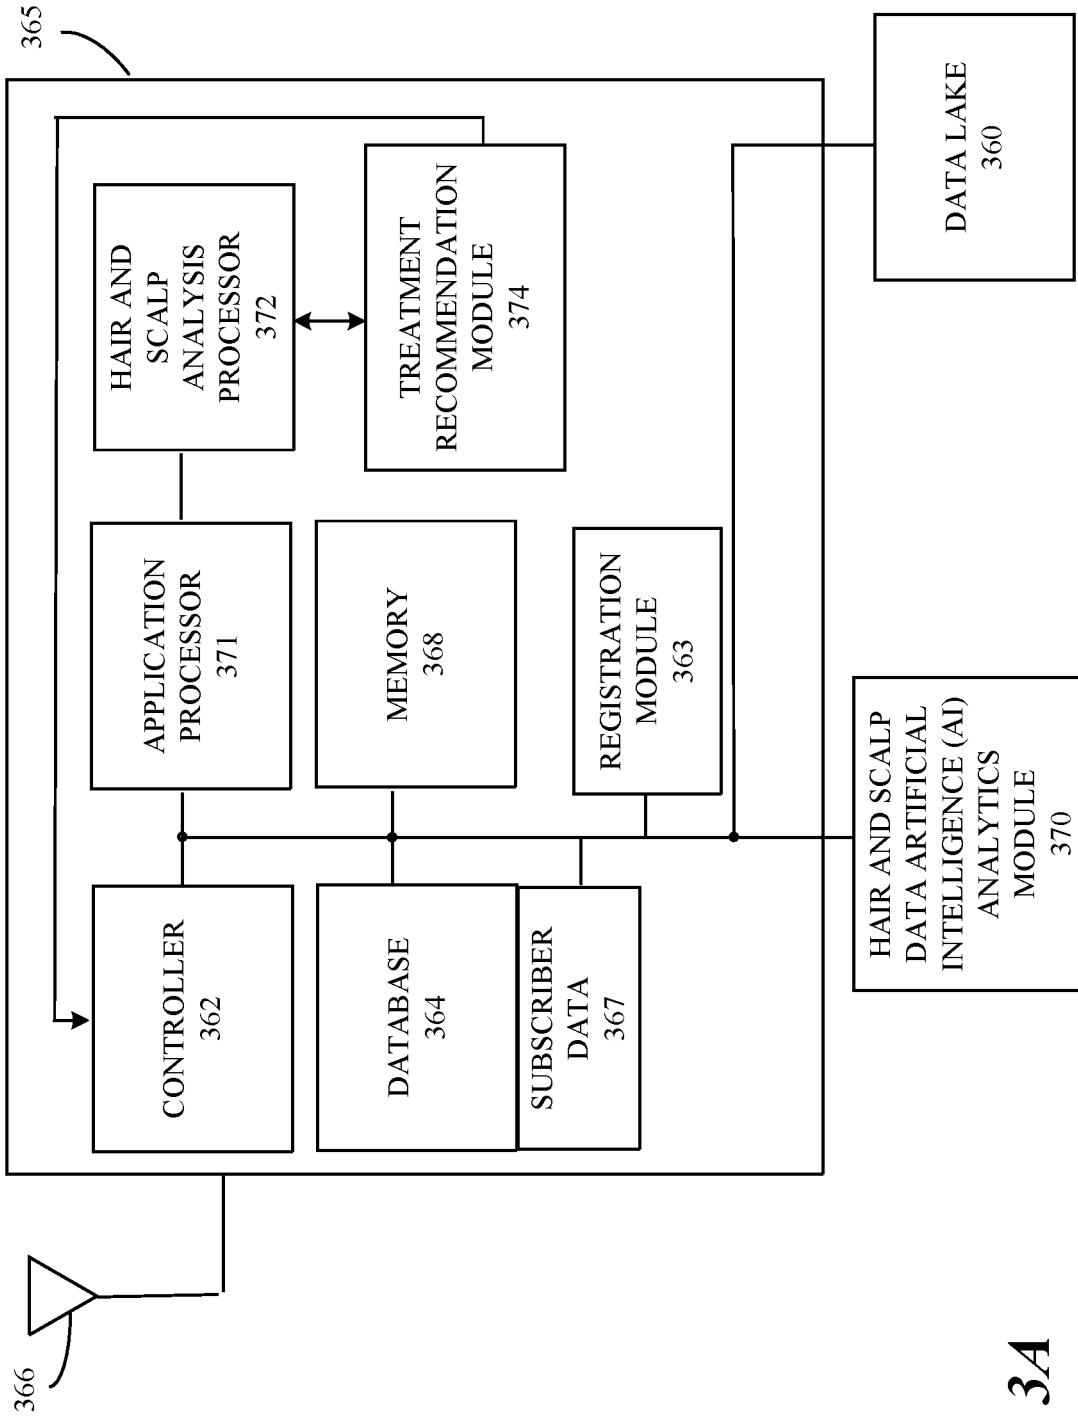 365
366
CONTROLLER
362
APPLICATION
PROCESSOR
371
HAIR AND
SCALP
ANALYSIS
PROCESSOR
372
DATABASE
364
MEMORY
368
TREATMENT
RECOMMENDATION
MODULE
374
SUBSCRIBER
DATA
367
REGISTRATION
MODULE
363
HAIR AND SCALP
DATA ARTIFICIAL
INTELLIGENCE (AI)
ANALYTICS
MODULE
370
DATA LAKE
360
3A